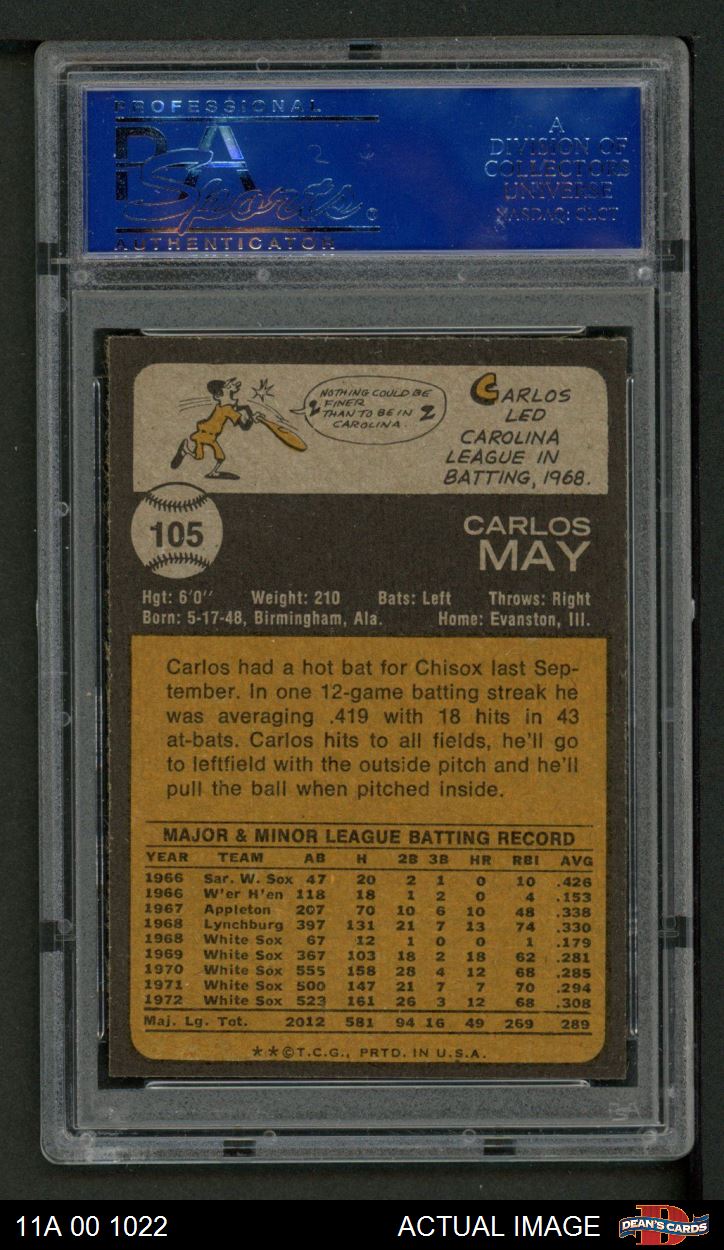 PROFESSIONAL
PSA
Sports
AUTHENTICATOR
A
DIVISION OF
COLLECTORS
UNIVERSE
NASDAQ: CLCT
NOTHING COULD BE
FINER
THAN TO BE IN
CAROLINA.
CARLOS
LED
CAROLINA
LEAGUE IN
BATTING, 1968.
105
CARLOS
MAY
Hgt: 6'0" Weight: 210 Bats: Left Throws: Right
Born: 5-17-48, Birmingham, Ala. Home: Evanston, Ill.
Carlos had a hot bat for Chisox last Sep-
tember. In one 12-game batting streak he
was averaging .419 with 18 hits in 43
at-bats. Carlos hits to all fields, he'll go
to leftfield with the outside pitch and he'll
pull the ball when pitched inside.
MAJOR & MINOR LEAGUE BATTING RECORD
YEAR TEAM AB H 2B 3B HR RBI AVG
1966 Sar. W. Sox 47 20 2 1 0 10 .426
1966 W'er H'en 118 18 1 2 0 4 .153
1967 Appleton 207 70 10 6 10 48 .338
1968 Lynchburg 397 131 21 7 13 74 .330
1968 White Sox 67 12 1 0 0 1 .179
1969 White Sox 367 103 18 2 18 62 .281
1970 White Sox 555 158 28 4 12 68 .285
1971 White Sox 500 147 21 7 7 70 .294
1972 White Sox 523 161 26 3 12 68 .308
Maj. Lg. Tot. 2012 581 94 16 49 269 289
**©T.C.G., PRTD. IN U.S.A.
PSA
11A 00 1022 ACTUAL IMAGE
D
DEAN'S CARDS